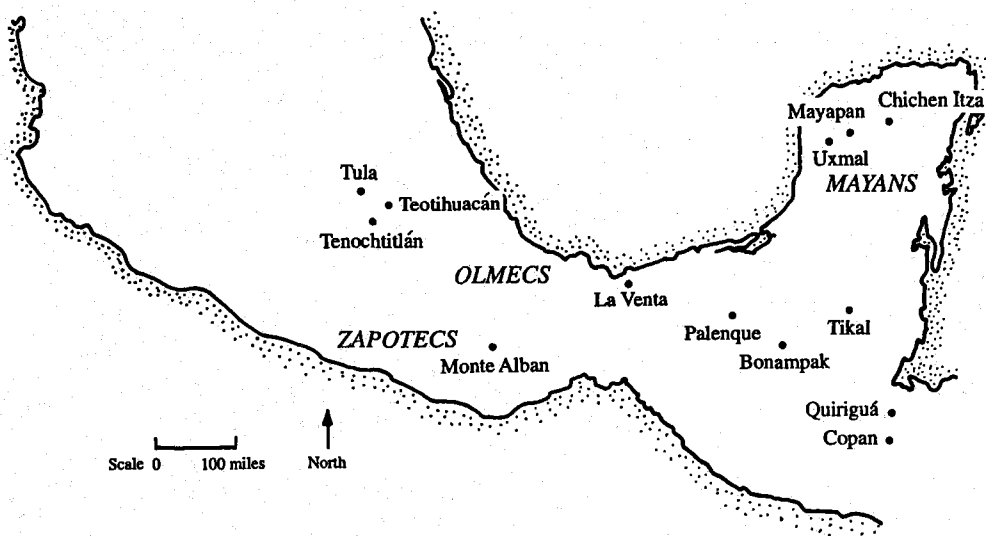 Chichen Itza
Mayapan
Uxmal
MAYANS
Tula
Teotihuacán
Tenochtitlán
OLMECS
La Venta
Palenque
Tikal
Bonampak
ZAPOTECS
Monte Alban
Quiriguá
Copan
Scale 0 100 miles
North